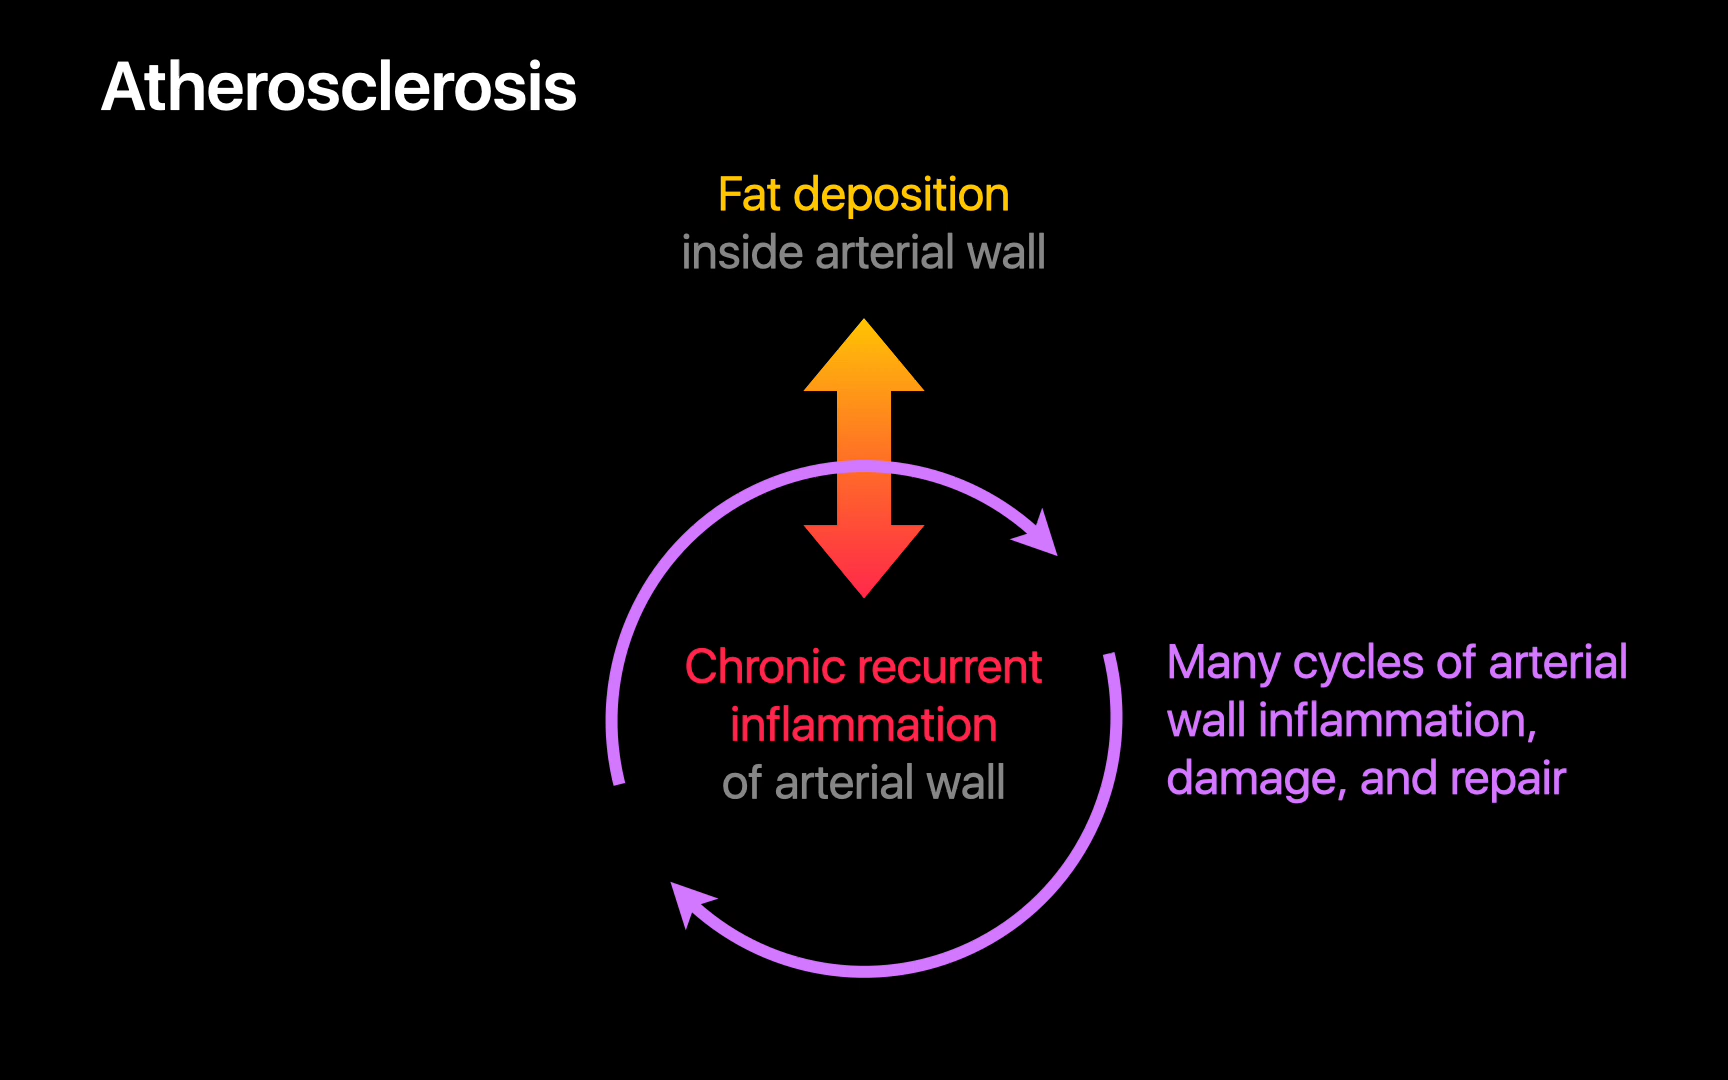 Atherosclerosis
Fat deposition
inside arterial wall
Chronic recurrent
inflammation
of arterial wall
Many cycles of arterial
wall inflammation,
damage, and repair